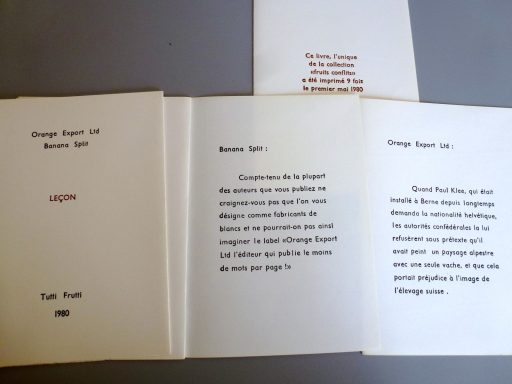 Ce livre, l'unique
de la collection
«fruits conflits»
a été imprimé 9 fois
le premier mai 1980
Orange Export Ltd
Banana Split
LEÇON
Tutti Frutti
1980
Banana Split :
Compte-tenu de la plupart
des auteurs que vous publiez ne
craignez-vous pas que l'on vous
désigne comme fabricants de
blancs et ne pourrait-on pas ainsi
imaginer le label «Orange Export
Ltd l'éditeur qui publie le moins
de mots par page !»
Orange Export Ltd :
Quand Paul Klee, qui était
installé à Berne depuis longtemps
demanda la nationalité helvétique,
les autorités confédérales la lui
refusèrent sous prétexte qu'il
avait peint un paysage alpestre
avec une seule vache, et que cela
portait préjudice à l'image de
l'élevage suisse .